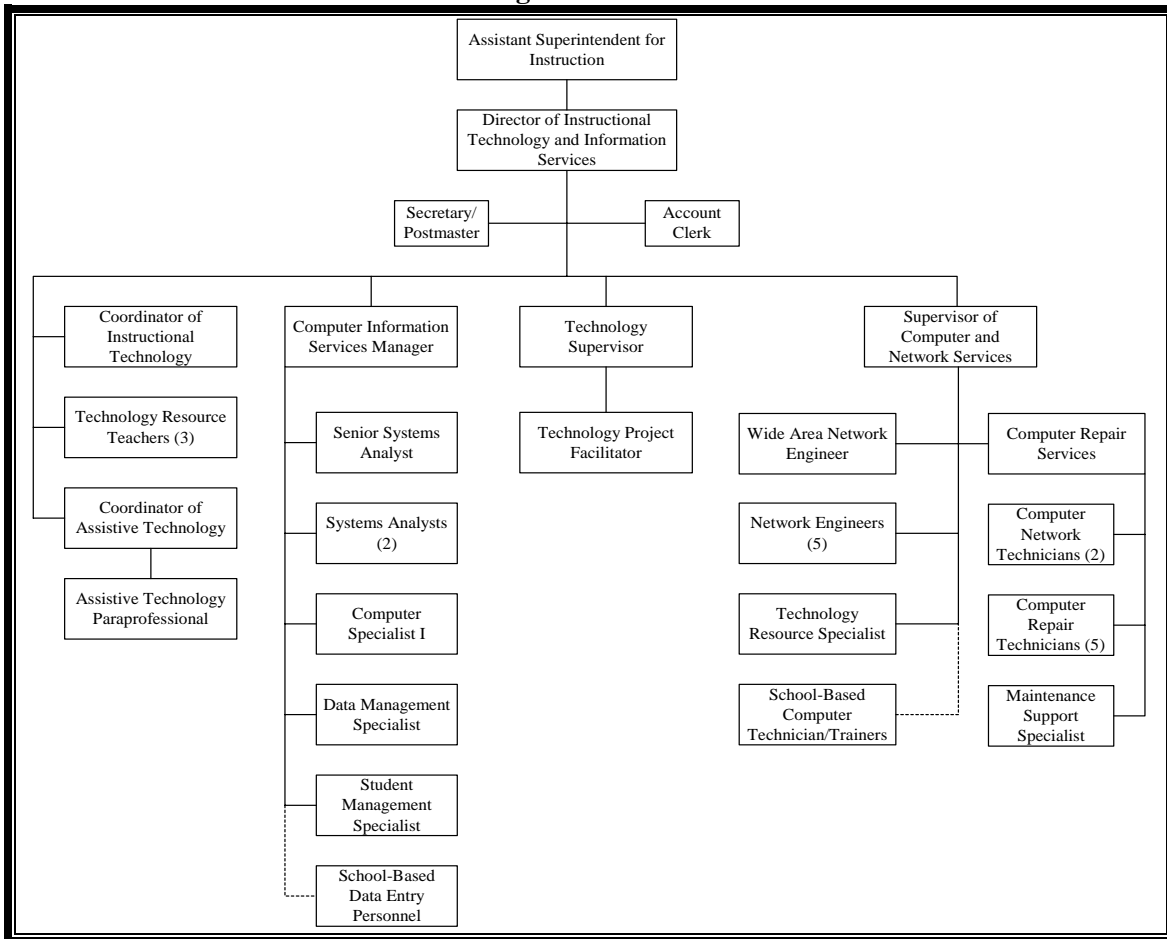 Assistant Superintendent for
Instruction
Director of Instructional
Technology and Information
Services
Secretary/
Postmaster
Account
Clerk
Coordinator of
Instructional
Technology
Computer Information
Services Manager
Technology
Supervisor
Supervisor of
Computer and
Network Services
Technology Resource
Teachers (3)
Senior Systems
Analyst
Technology Project
Facilitator
Wide Area Network
Engineer
Computer Repair
Services
Coordinator of
Assistive Technology
Systems Analysts
(2)
Network Engineers
(5)
Computer
Network
Technicians (2)
Assistive Technology
Paraprofessional
Computer
Specialist I
Technology
Resource Specialist
Computer
Repair
Technicians (5)
Data Management
Specialist
School-Based
Computer
Technician/Trainers
Maintenance
Support
Specialist
Student
Management
Specialist
School-Based
Data Entry
Personnel